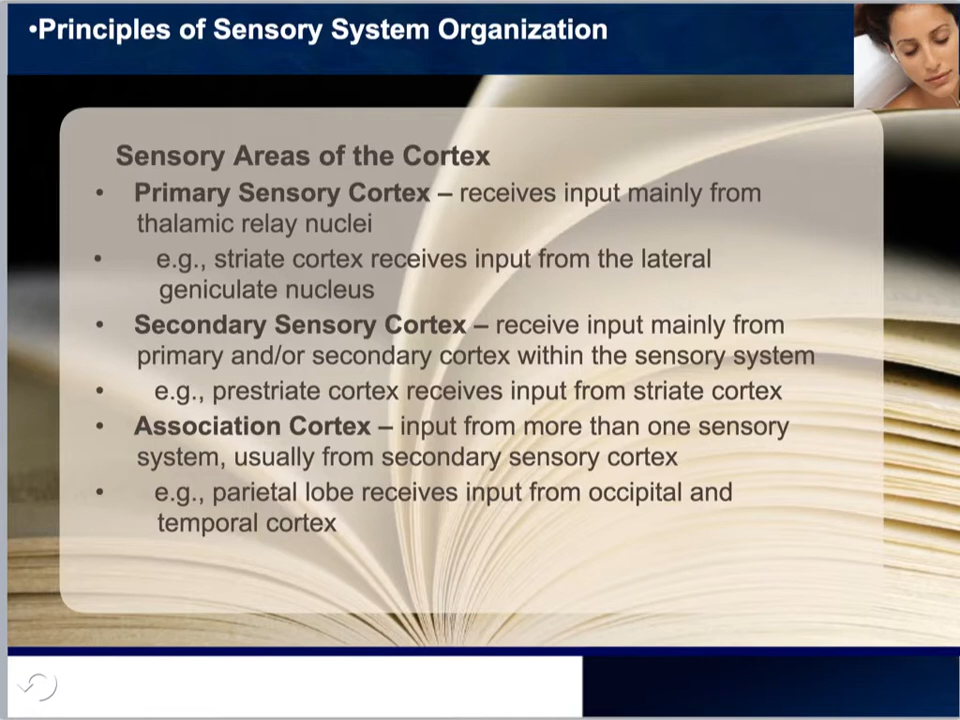 •Principles of Sensory System Organization
Sensory Areas of the Cortex
• Primary Sensory Cortex – receives input mainly from
thalamic relay nuclei
• e.g., striate cortex receives input from the lateral
geniculate nucleus
• Secondary Sensory Cortex – receive input mainly from
primary and/or secondary cortex within the sensory system
• e.g., prestriate cortex receives input from striate cortex
• Association Cortex – input from more than one sensory
system, usually from secondary sensory cortex
• e.g., parietal lobe receives input from occipital and
temporal cortex